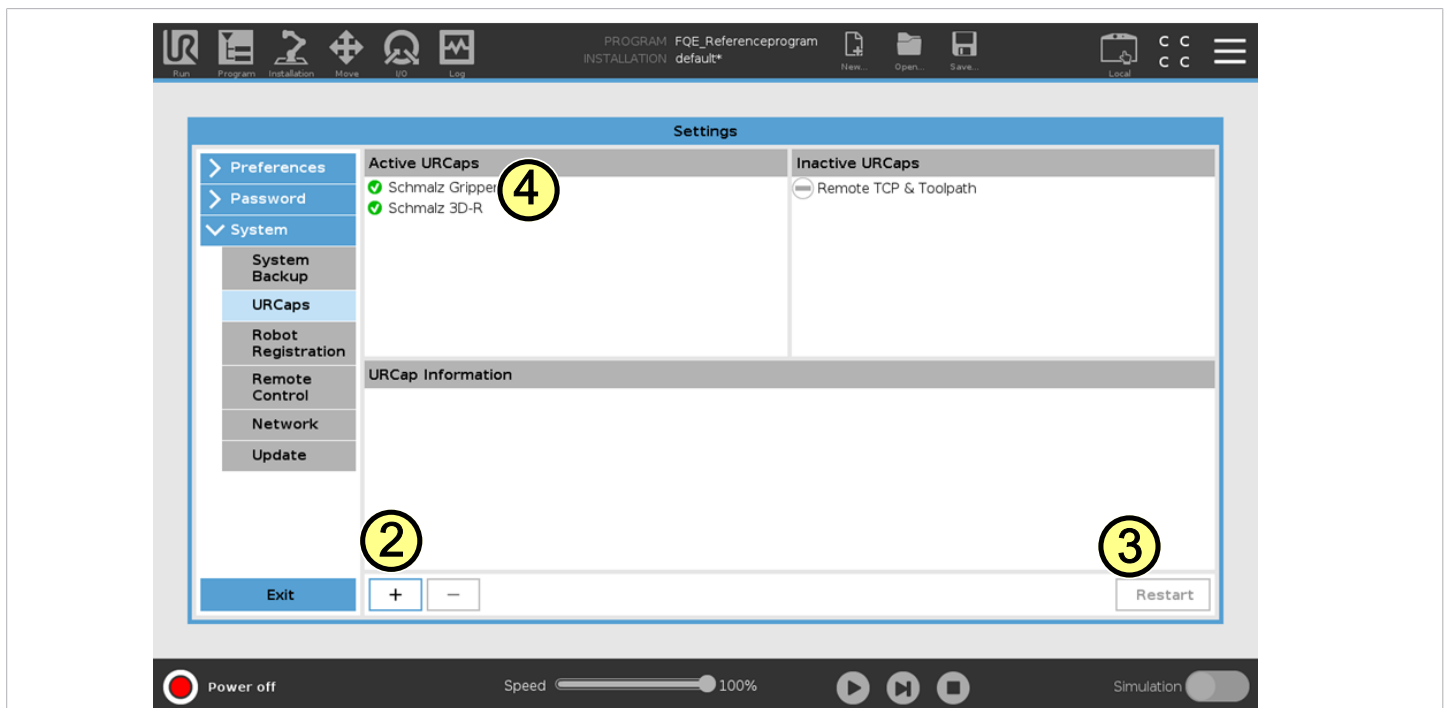 UR
PROGRAM FQE_Referenceprogram
INSTALLATION default*
C C
C C
Run Program Installation Move I/O Log New... Open... Save... Local
Settings
Preferences
Password
System
System
Backup
URCaps
Robot
Registration
Remote
Control
Network
Update
Exit
Active URCaps
Schmalz Gripper
Schmalz 3D-R
4
Inactive URCaps
Remote TCP & Toolpath
URCap Information
2
3
+ −
Restart
Power off
Speed 100%
Simulation